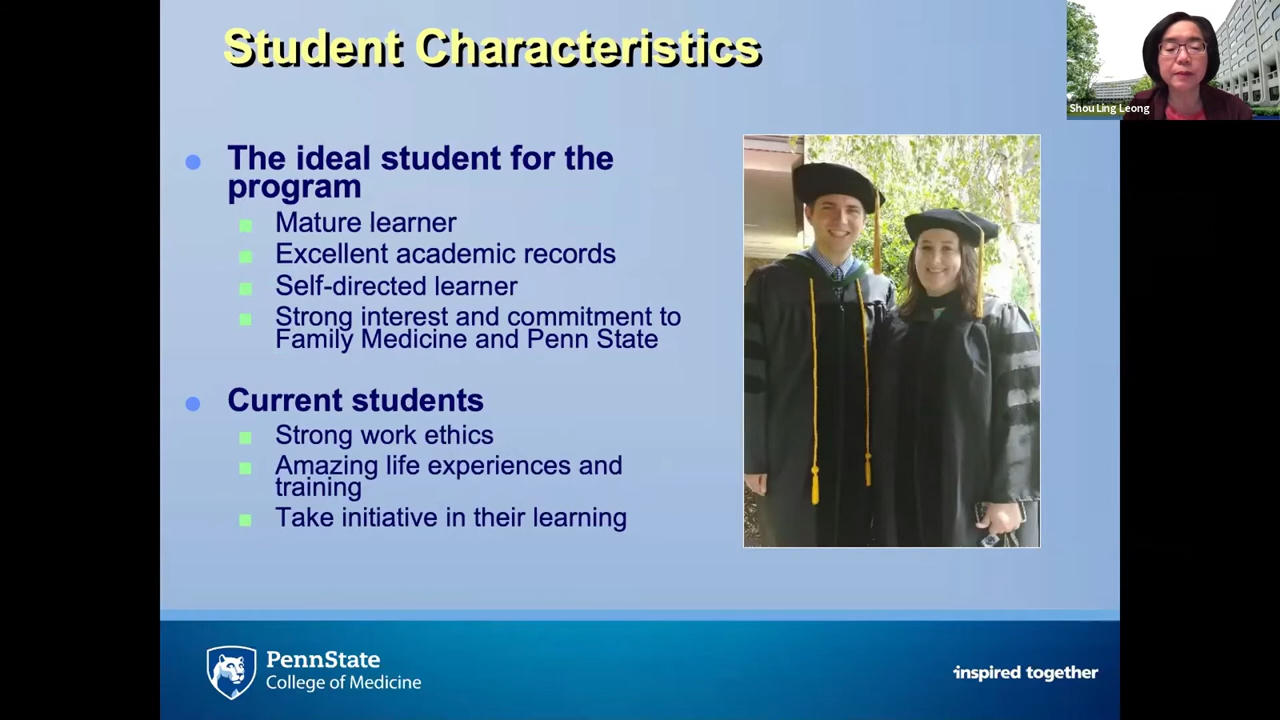 Student Characteristics
Shou Ling Leong
The ideal student for the
program
Mature learner
Excellent academic records
Self-directed learner
Strong interest and commitment to
Family Medicine and Penn State
Current students
Strong work ethics
Amazing life experiences and
training
Take initiative in their learning
PennState
College of Medicine
inspired together